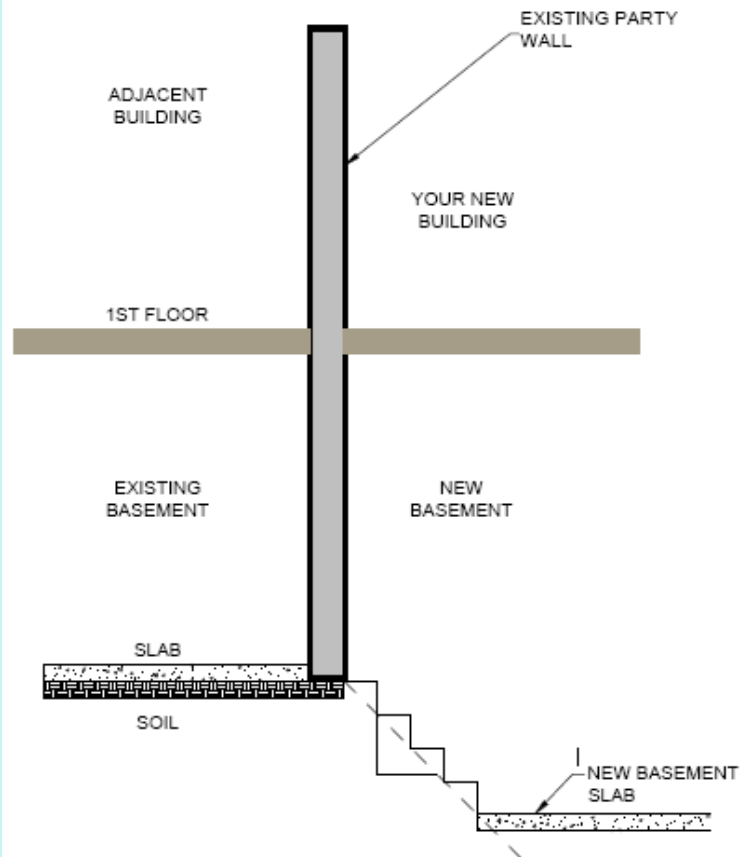 EXISTING PARTY
WALL
ADJACENT
BUILDING
YOUR NEW
BUILDING
1ST FLOOR
EXISTING
BASEMENT
NEW
BASEMENT
SLAB
SOIL
NEW BASEMENT
SLAB